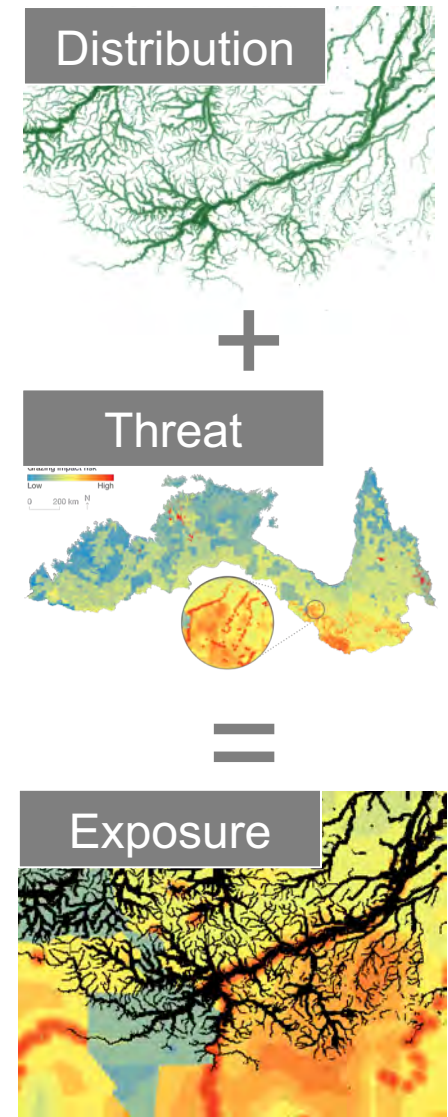 Distribution
+
Threat
Grazing impact risk
Low High
0 200 km N
=
Exposure